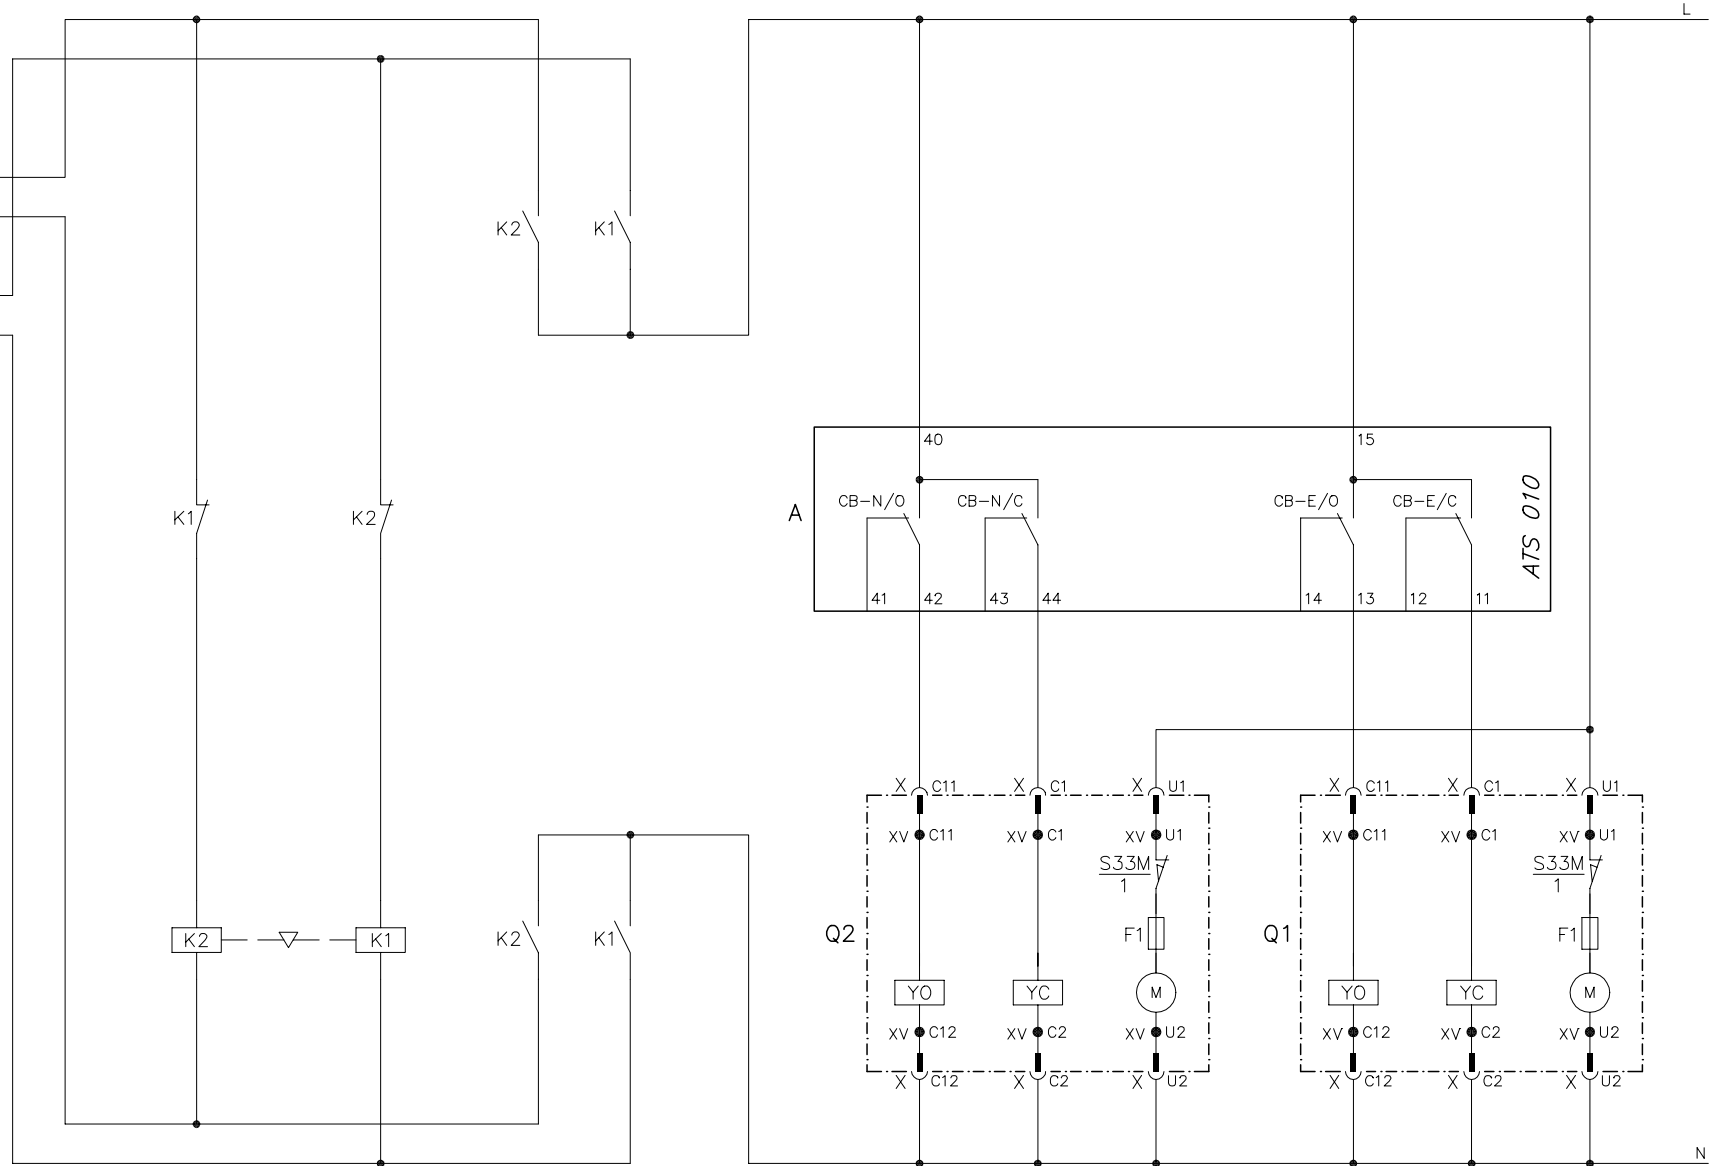 L
K2 K1
40 15
CB-N/O CB-N/C CB-E/O CB-E/C
A
ATS 010
K1 K2
41 42 43 44 14 13 12 11
X C11 X C1 X U1 X C11 X C1 X U1
XV C11 XV C1 XV U1 XV C11 XV C1 XV U1
S33M S33M
1 1
K2 K1 K2 K1 Q2 F1 Q1 F1
YO YC M YO YC M
XV C12 XV C2 XV U2 XV C12 XV C2 XV U2
X C12 X C2 X U2 X C12 X C2 X U2
N